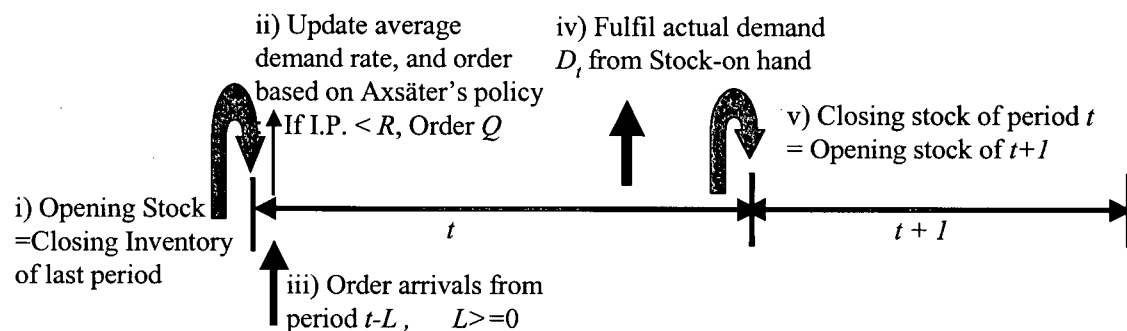 ii) Update average
demand rate, and order
based on Axsäter's policy
: If I.P. < R, Order Q
iv) Fulfil actual demand
Dt from Stock-on hand
v) Closing stock of period t
= Opening stock of t+1
i) Opening Stock
=Closing Inventory
of last period
t
t + 1
iii) Order arrivals from
period t-L , L>=0